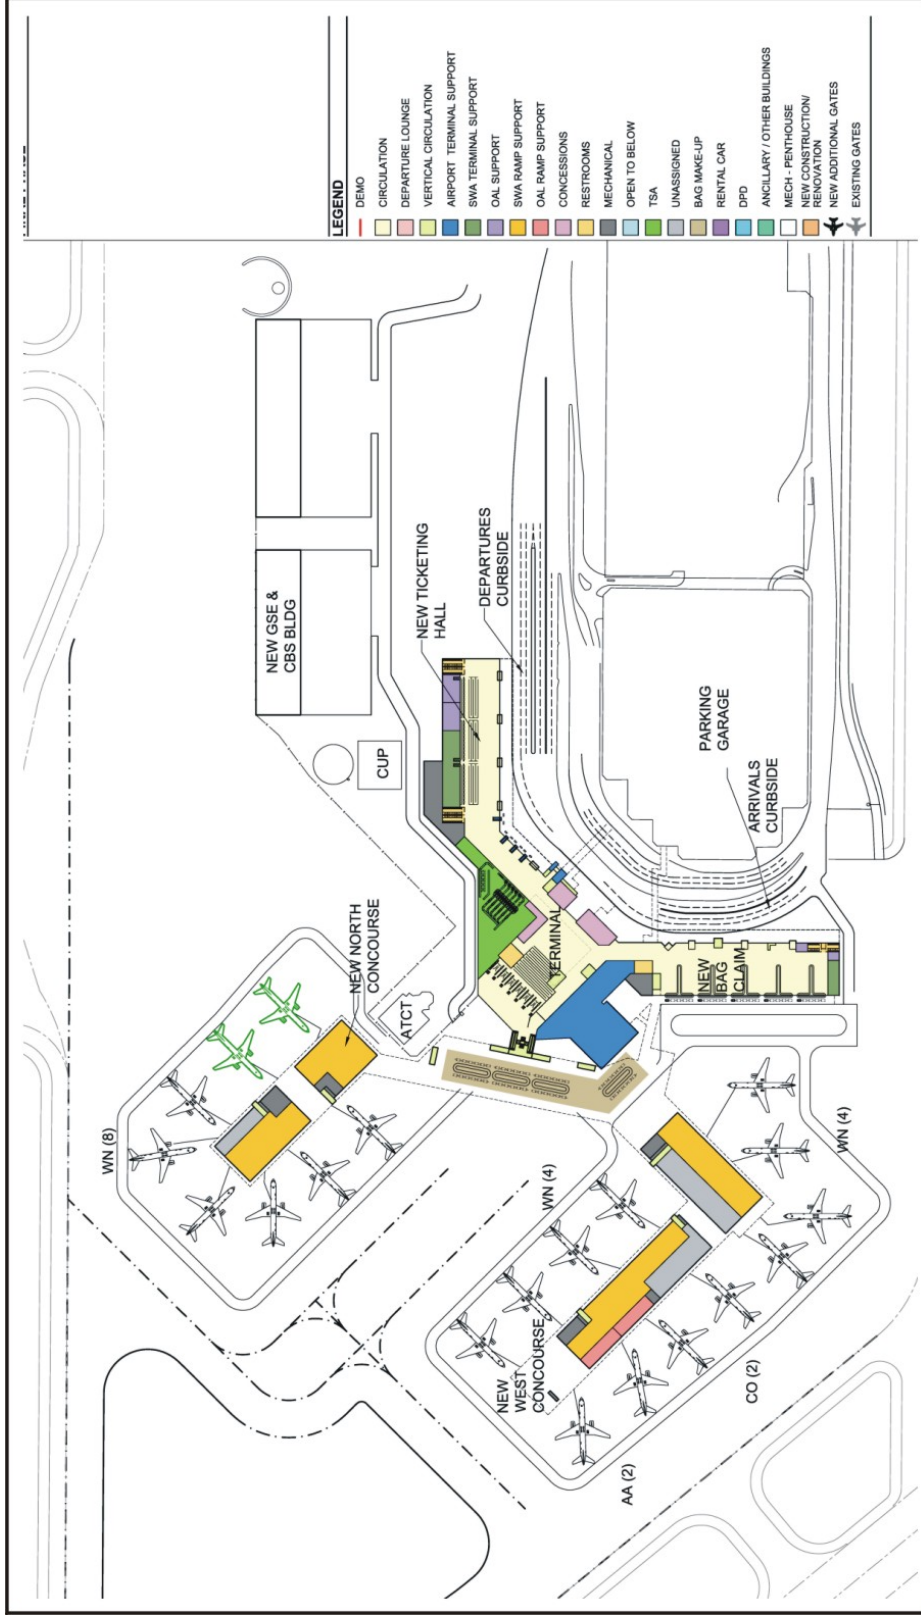 LEGEND
DEMO
CIRCULATION
DEPARTURE LOUNGE
VERTICAL CIRCULATION
AIRPORT TERMINAL SUPPORT
SWA TERMINAL SUPPORT
OAL SUPPORT
SWA RAMP SUPPORT
OAL RAMP SUPPORT
CONCESSIONS
RESTROOMS
MECHANICAL
OPEN TO BELOW
TSA
UNASSIGNED
BAG MAKE-UP
RENTAL CAR
DPD
ANCILLARY / OTHER BUILDINGS
MECH - PENTHOUSE
NEW CONSTRUCTION/
RENOVATION
NEW ADDITIONAL GATES
EXISTING GATES
NEW GSE &
CBS BLDG
CUP
NEW TICKETING
HALL
DEPARTURES
CURBSIDE
PARKING
GARAGE
ARRIVALS
CURBSIDE
NEW NORTH
CONCOURSE
ATCT
TERMINAL
NEW
BAG
CLAIM
WN (8)
WN (4)
WN (4)
NEW
WEST
CONCOURSE
CO (2)
AA (2)